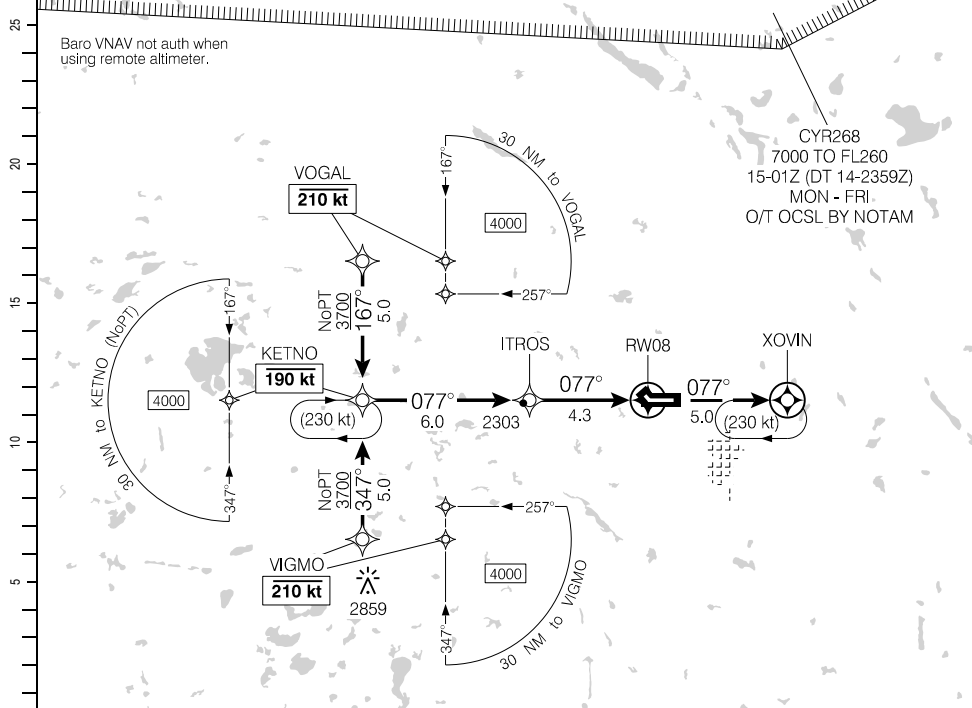 25
Baro VNAV not auth when
using remote altimeter.
CYR268
7000 TO FL260
15-01Z (DT 14-2359Z)
MON - FRI
O/T OCSL BY NOTAM
20
30 NM to VOGAL
167°
4000
257°
VOGAL
210 kt
NoPT
3700
167°
5.0
15
30 NM to KETNO (NoPT)
167°
4000
347°
KETNO
190 kt
(230 kt)
077°
6.0
ITROS
2303
077°
4.3
RW08
077°
5.0
XOVIN
(230 kt)
10
NoPT
3700
347°
5.0
VIGMO
210 kt
2859
257°
4000
347°
30 NM to VIGMO
5